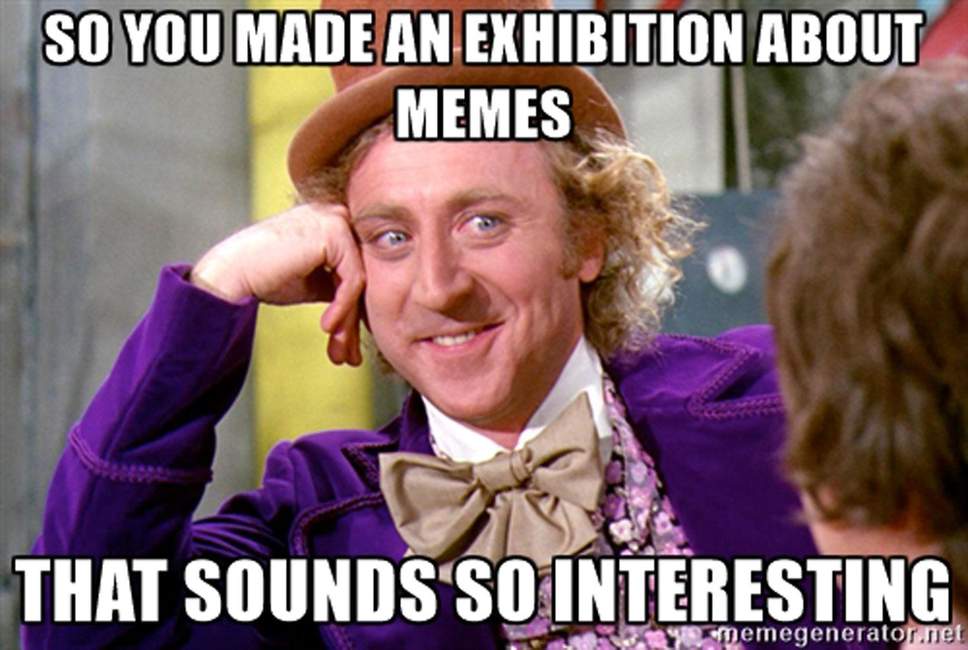 SO YOU MADE AN EXHIBITION ABOUT
MEMES
THAT SOUNDS SO INTERESTING
memegenerator.net